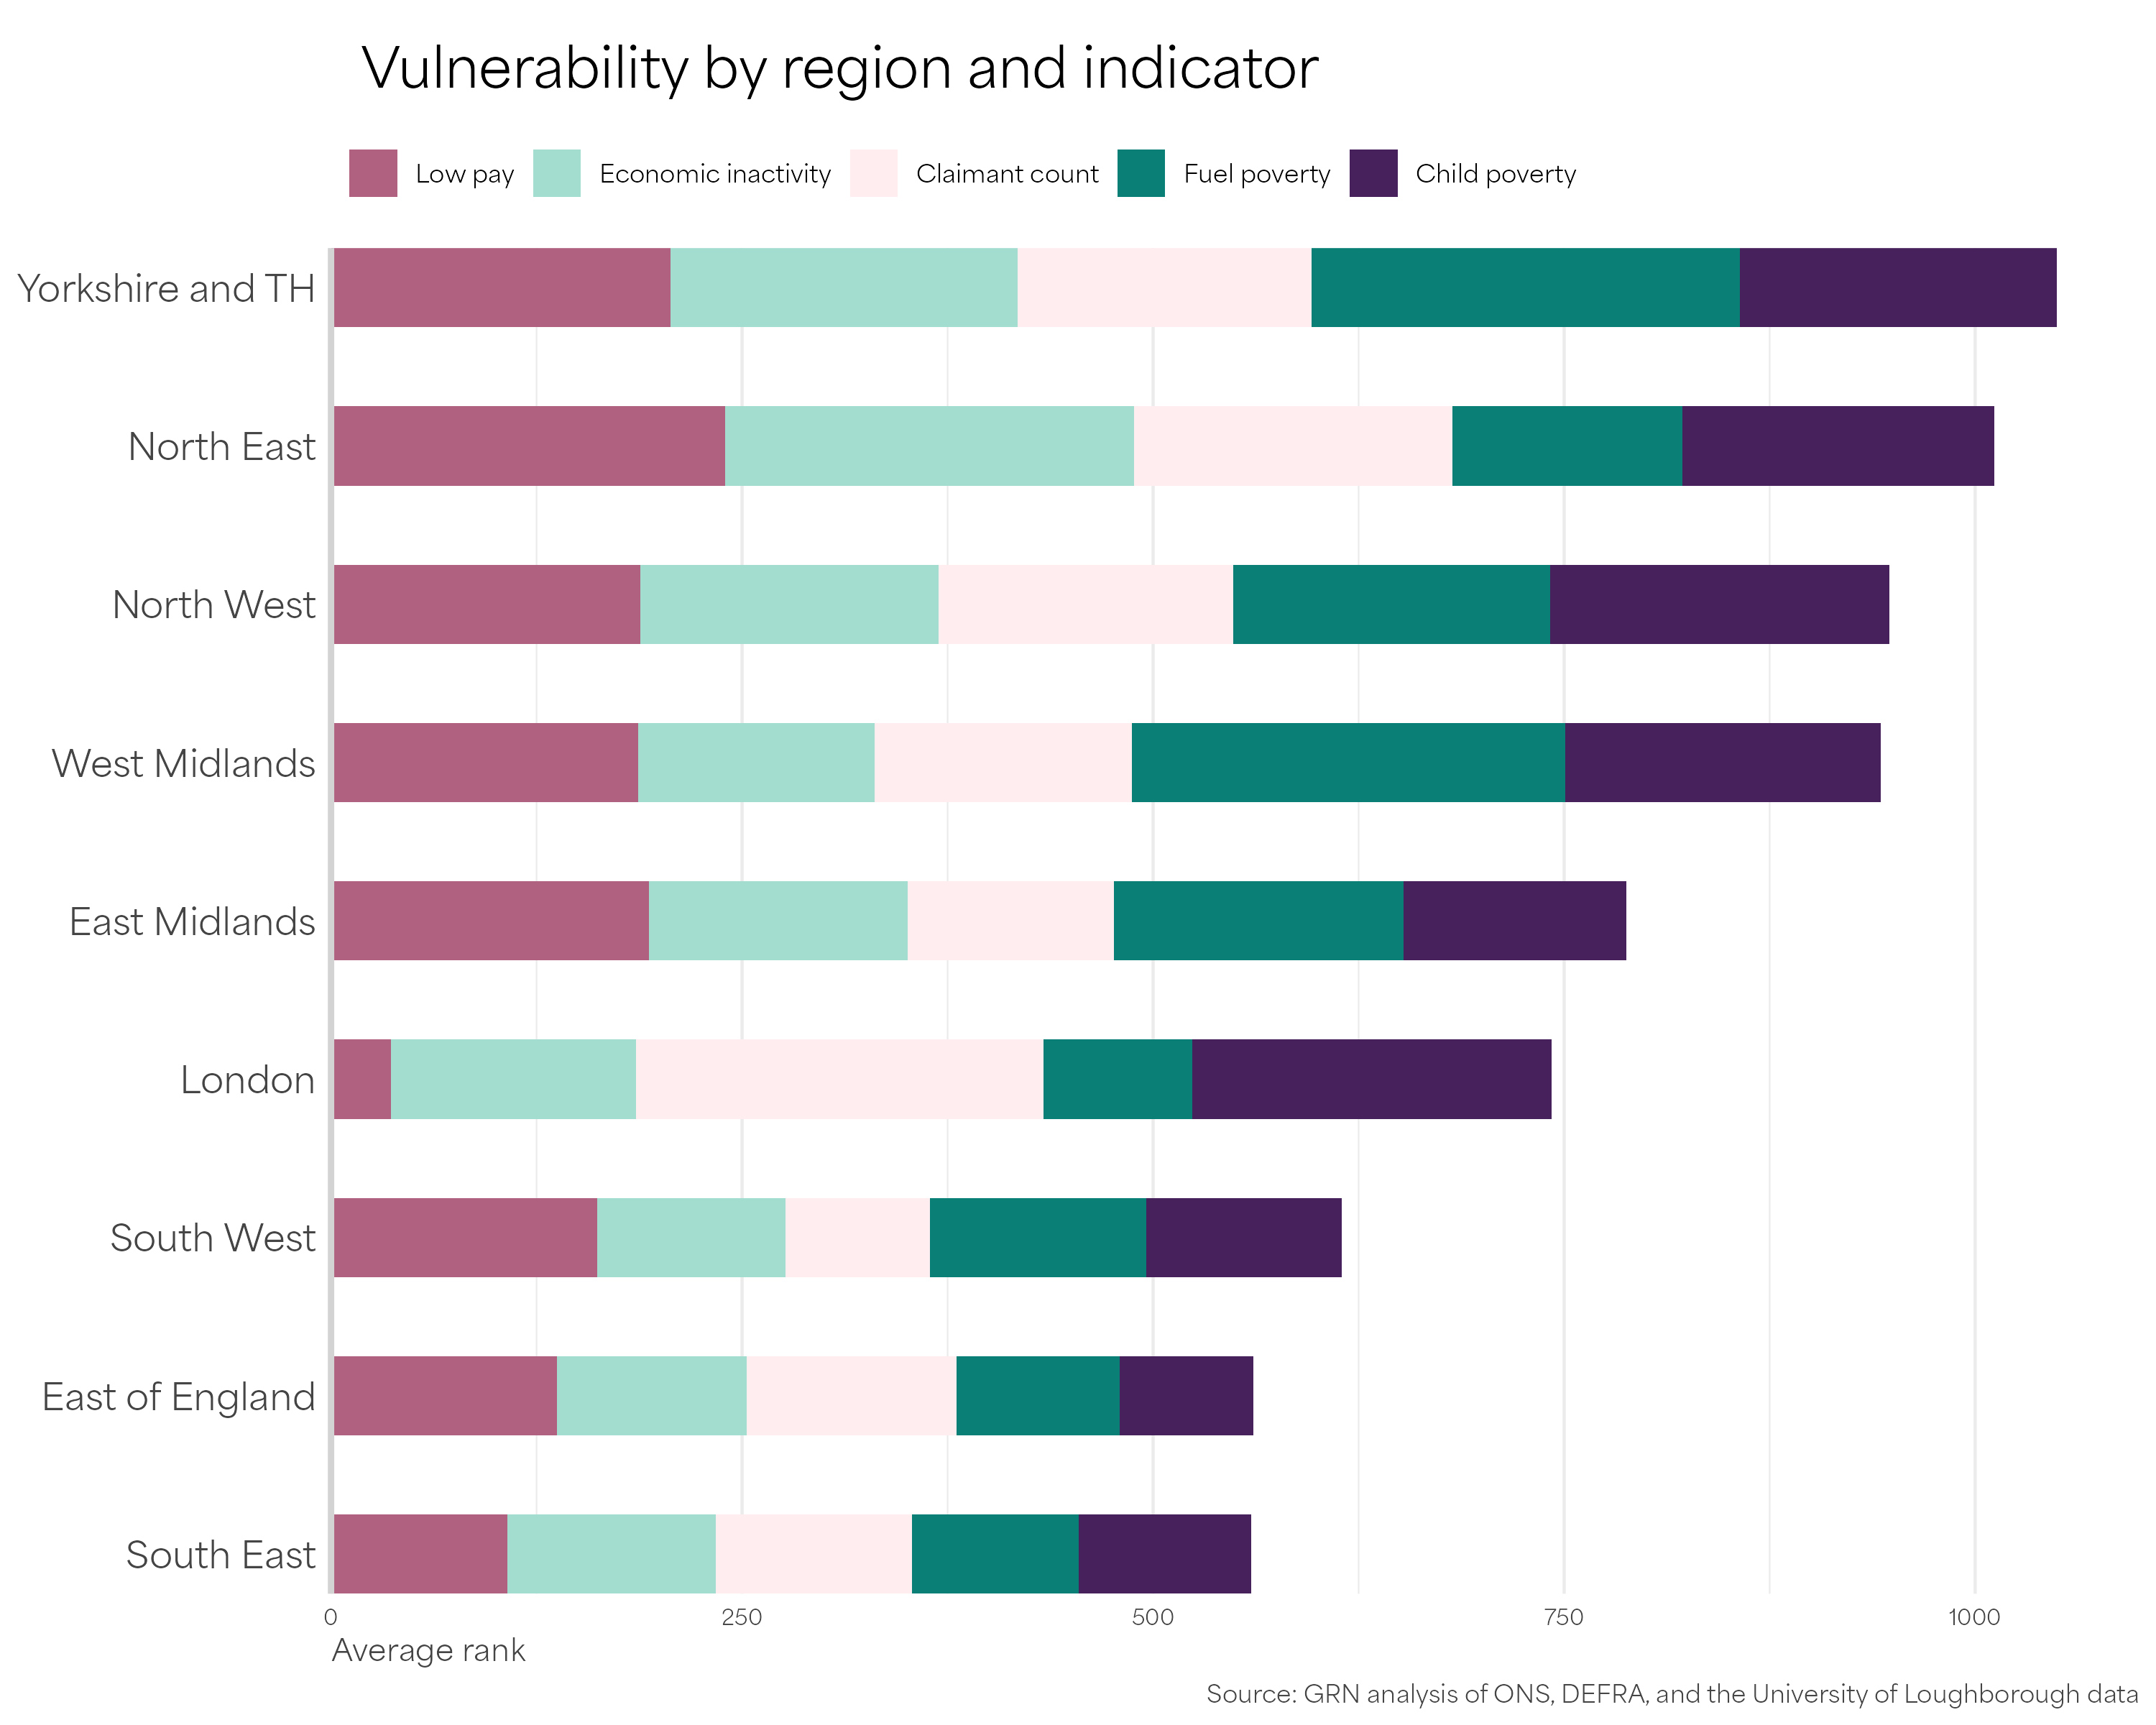 Vulnerability by region and indicator
Low pay Economic inactivity Claimant count Fuel poverty Child poverty
Yorkshire and TH
North East
North West
West Midlands
East Midlands
London
South West
East of England
South East
0 250 500 750 1000
Average rank
Source: GRN analysis of ONS, DEFRA, and the University of Loughborough data